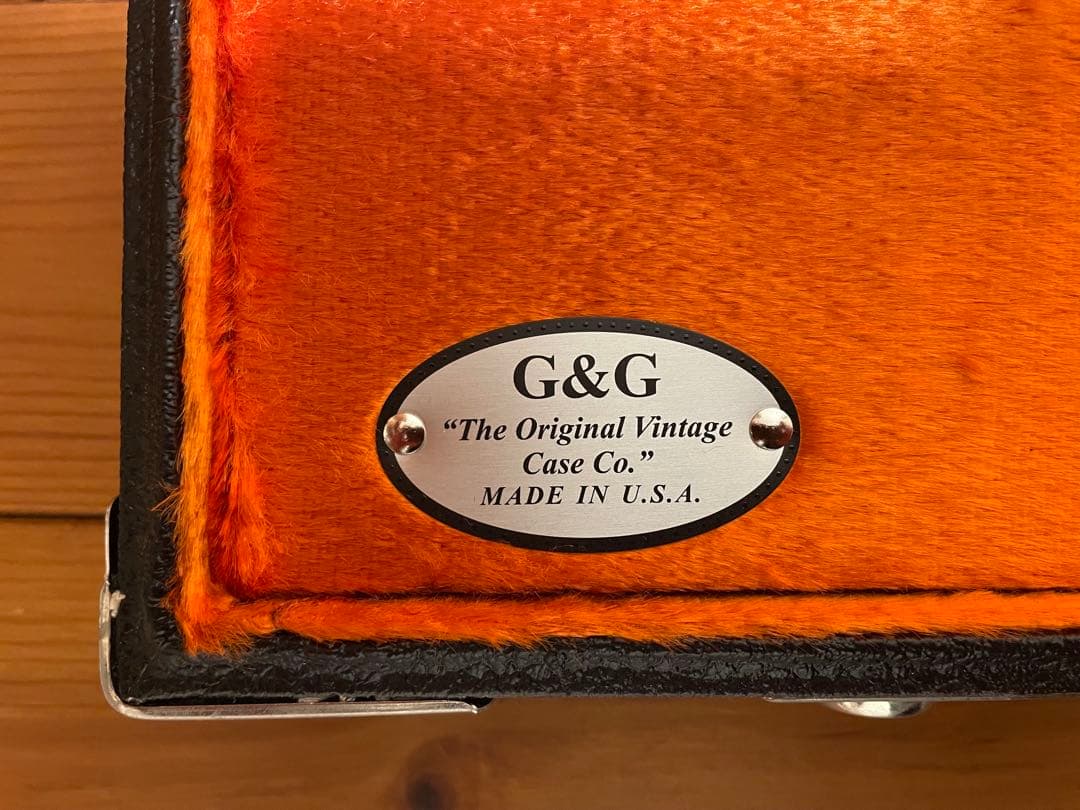 G&G
“The Original Vintage
Case Co.”
MADE IN U.S.A.